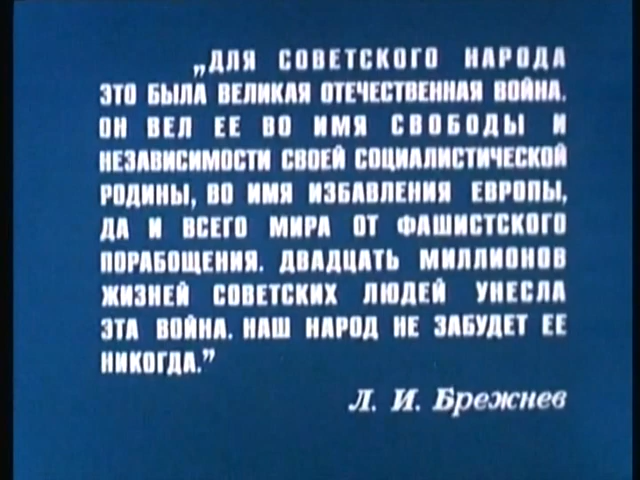 „ДЛЯ СОВЕТСКОГО НАРОДА
ЭТО БЫЛА ВЕЛИКАЯ ОТЕЧЕСТВЕННАЯ ВОЙНА.
ОН ВЕЛ ЕЕ ВО ИМЯ СВОБОДЫ И
НЕЗАВИСИМОСТИ СВОЕЙ СОЦИАЛИСТИЧЕСКОЙ
РОДИНЫ, ВО ИМЯ ИЗБАВЛЕНИЯ ЕВРОПЫ,
ДА И ВСЕГО МИРА ОТ ФАШИСТСКОГО
ПОРАБОЩЕНИЯ. ДВАДЦАТЬ МИЛЛИОНОВ
ЖИЗНЕЙ СОВЕТСКИХ ЛЮДЕЙ УНЕСЛА
ЭТА ВОЙНА. НАШ НАРОД НЕ ЗАБУДЕТ ЕЕ
НИКОГДА.”
Л. И. Брежнев